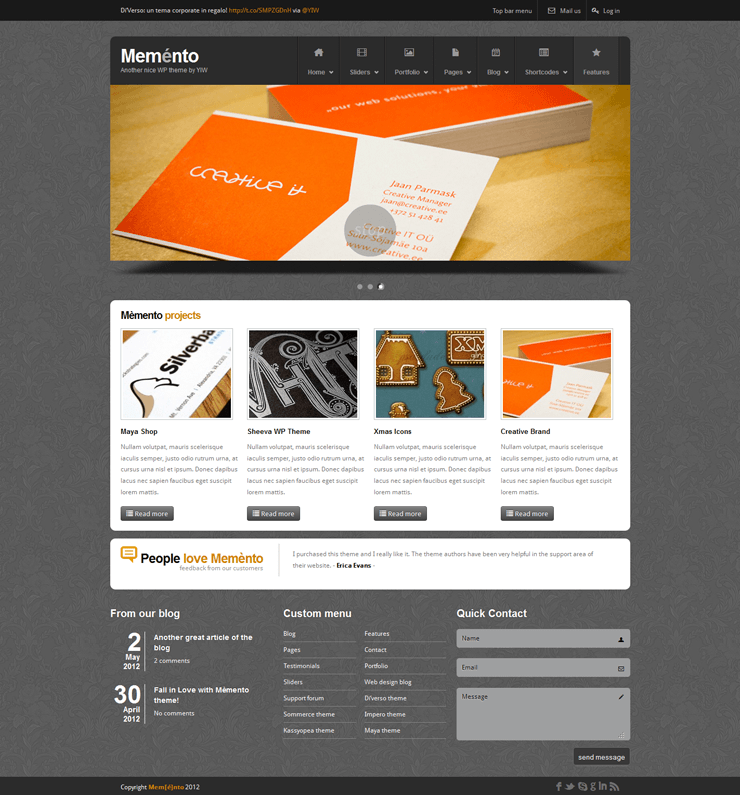 Di'Verso: un tema corporate in regalo! http://t.co/SMPZGDnH via @YIW
Top bar menu
Mail us
Log in
Meménto
Another nice WP theme by YIW
Home
Sliders
Portfolio
Pages
Blog
Shortcodes
Features
creative it
Jaan Parmask
Creative Manager
jaan@creative.ee
+372 51 428 41
Creative IT OÜ
Suur-Sõjamäe 10a
www.creative.ee
Mèmento projects
Silverba
XM
Maya Shop
Nullam volutpat, mauris scelerisque
iaculis semper, justo odio rutrum urna, at
cursus urna nisl et ipsum. Donec dapibus
lacus nec sapien faucibus eget suscipit
lorem mattis.
Read more
Sheeva WP Theme
Nullam volutpat, mauris scelerisque
iaculis semper, justo odio rutrum urna, at
cursus urna nisl et ipsum. Donec dapibus
lacus nec sapien faucibus eget suscipit
lorem mattis.
Read more
Xmas Icons
Nullam volutpat, mauris scelerisque
iaculis semper, justo odio rutrum urna, at
cursus urna nisl et ipsum. Donec dapibus
lacus nec sapien faucibus eget suscipit
lorem mattis.
Read more
Creative Brand
Nullam volutpat, mauris scelerisque
iaculis semper, justo odio rutrum urna, at
cursus urna nisl et ipsum. Donec dapibus
lacus nec sapien faucibus eget suscipit
lorem mattis.
Read more
People love Memènto
feedback from our customers
I purchased this theme and I really like it. The theme authors have been very helpful in the support area of
their website. - Erica Evans -
From our blog
2
May
2012
Another great article of the
blog
2 comments
30
April
2012
Fall in Love with Mèmento
theme!
No comments
Custom menu
Blog
Pages
Testimonials
Sliders
Support forum
Sommerce theme
Kassyopea theme
Features
Contact
Portfolio
Web design blog
Di'verso theme
Impero theme
Maya theme
Quick Contact
Name
Email
Message
send message
Copyright Mem[é]nto 2012